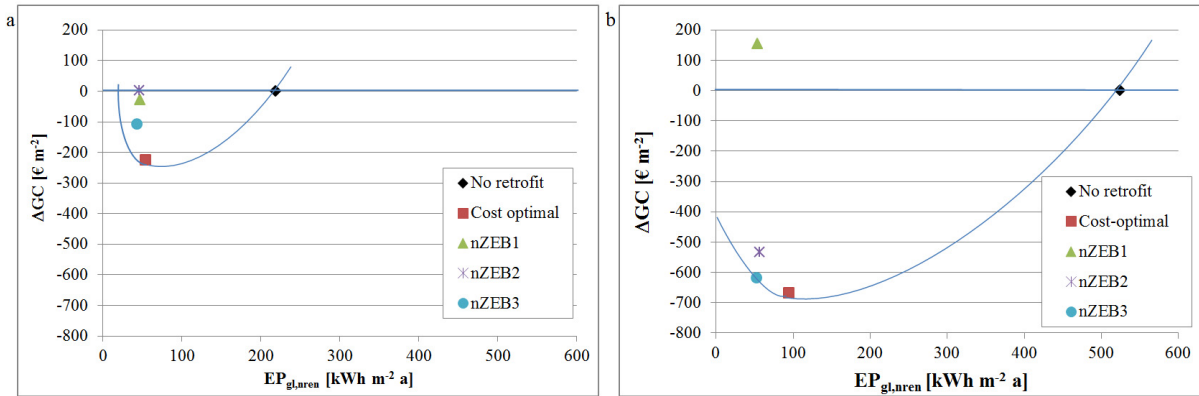 a
200
100
0
-100
-200
-300
-400
-500
-600
-700
-800
ΔGC [€ m-2]
0 100 200 300 400 500 600
EPgl,nren [kWh m-2 a]
No retrofit
Cost optimal
nZEB1
nZEB2
nZEB3
b
200
100
0
-100
-200
-300
-400
-500
-600
-700
-800
ΔGC [€ m-2]
0 100 200 300 400 500 600
EPgl,nren [kWh m-2 a]
No retrofit
Cost-optimal
nZEB1
nZEB2
nZEB3